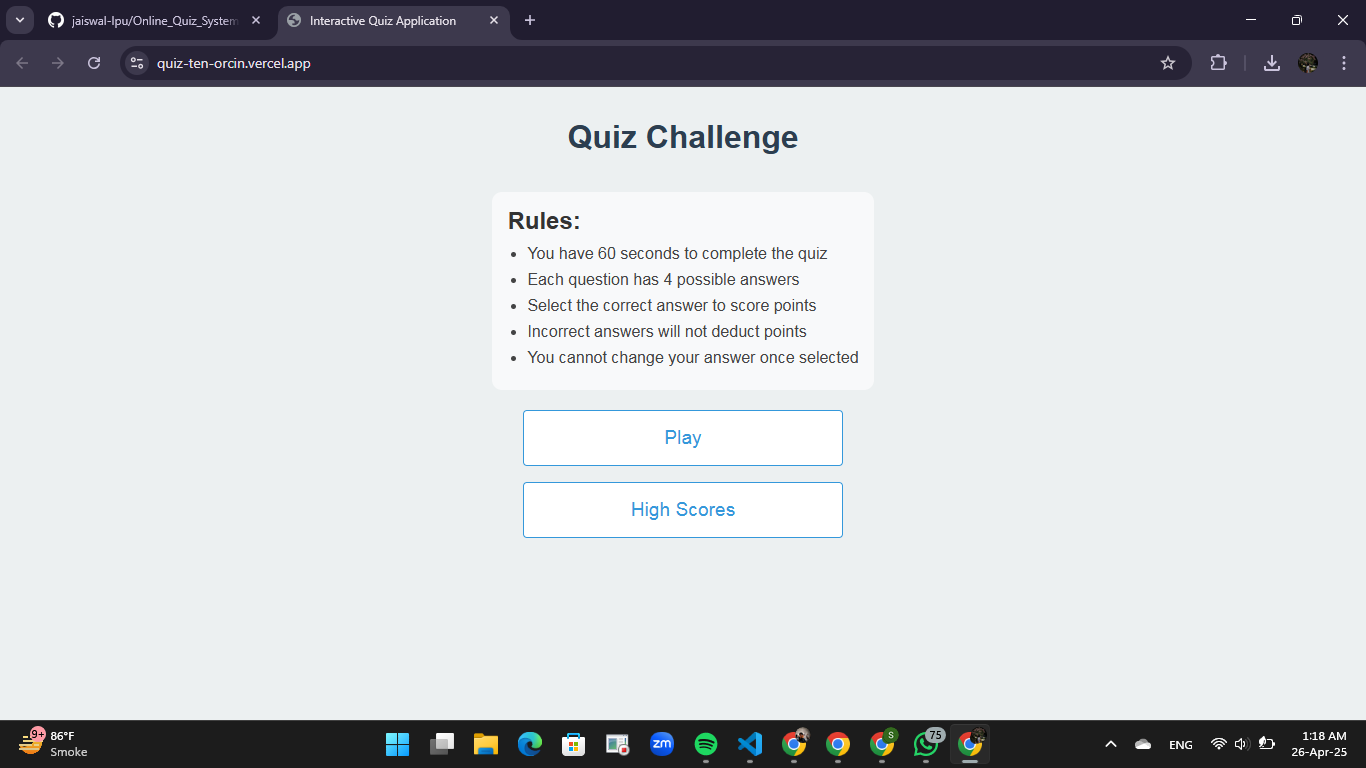 jaiswal-lpu/Online_Quiz_System
Interactive Quiz Application
quiz-ten-orcin.vercel.app
Quiz Challenge
Rules:
• You have 60 seconds to complete the quiz
• Each question has 4 possible answers
• Select the correct answer to score points
• Incorrect answers will not deduct points
• You cannot change your answer once selected
Play
High Scores
9+
86°F
Smoke
zm
S
75
ENG
1:18 AM
26-Apr-25